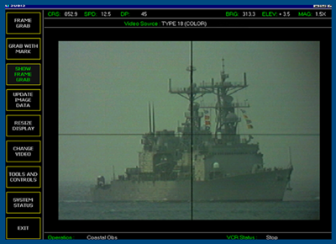 CRS: 052.9 SPD: 12.5 DP: 45 BRG: 313.3 ELEV: +3.5 MAG: 1.5X
Video Source: TYPE 18 (COLOR)
FRAME
GRAB
GRAB WITH
MARK
SHOW
FRAME
GRAB
UPDATE
IMAGE
DATA
RESIZE
DISPLAY
CHANGE
VIDEO
TOOLS AND
CONTROLS
SYSTEM
STATUS
EXIT
Operation: Coastal Obs VCR Status: Stop